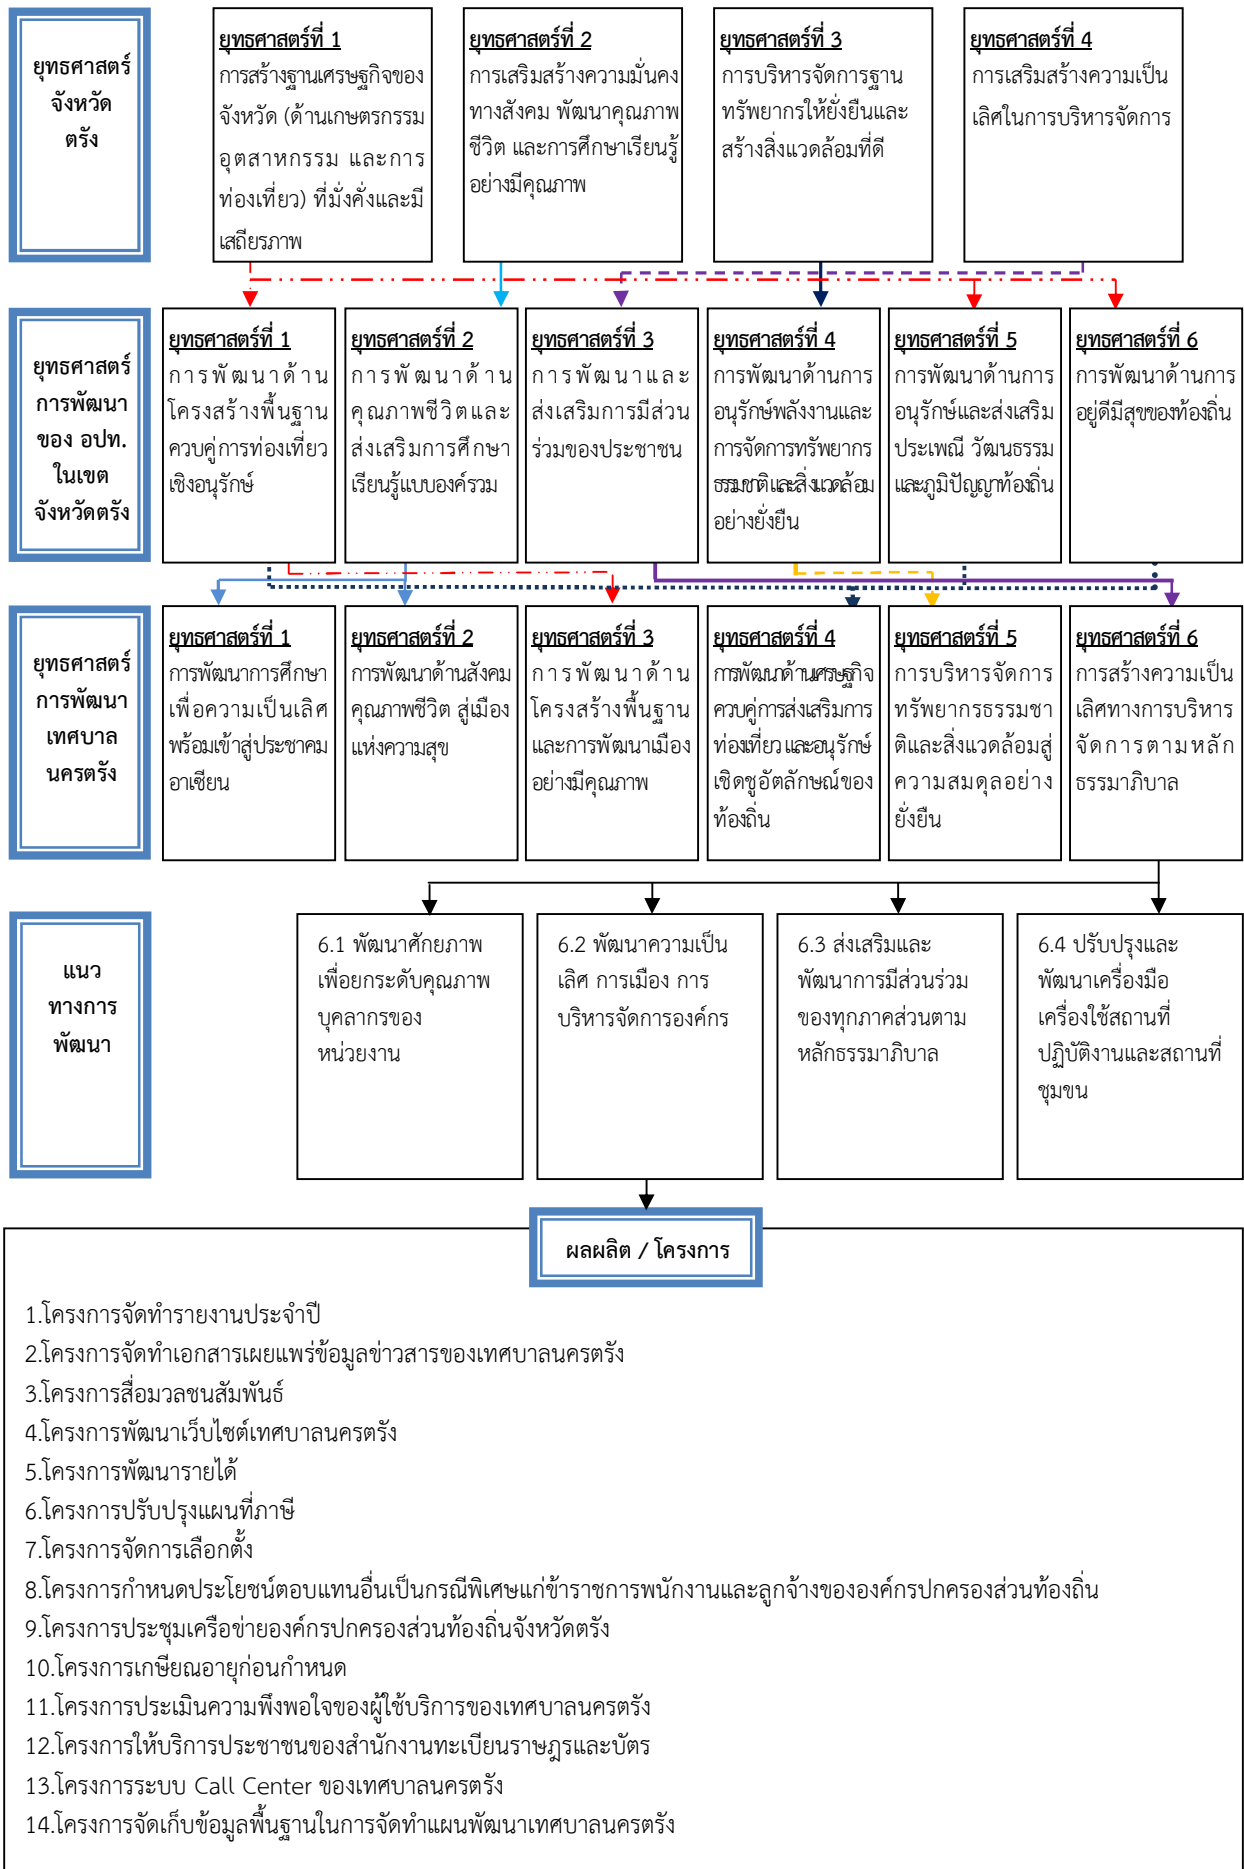 ยุทธศาสตร์
จังหวัด
ตรัง
ยุทธศาสตร์ที่ 1
การสร้างฐานเศรษฐกิจของ
จังหวัด (ด้านเกษตรกรรม
อุตสาหกรรม และการ
ท่องเที่ยว) ที่มั่งคั่งและมี
เสถียรภาพ
ยุทธศาสตร์ที่ 2
การเสริมสร้างความมั่นคง
ทางสังคม พัฒนาคุณภาพ
ชีวิต และการศึกษาเรียนรู้
อย่างมีคุณภาพ
ยุทธศาสตร์ที่ 3
การบริหารจัดการฐาน
ทรัพยากรให้ยั่งยืนและ
สร้างสิ่งแวดล้อมที่ดี
ยุทธศาสตร์ที่ 4
การเสริมสร้างความเป็น
เลิศในการบริหารจัดการ
ยุทธศาสตร์
การพัฒนา
ของ อปท.
ในเขต
จังหวัดตรัง
ยุทธศาสตร์ที่ 1
การพัฒนาด้าน
โครงสร้างพื้นฐาน
ควบคู่การท่องเที่ยว
เชิงอนุรักษ์
ยุทธศาสตร์ที่ 2
การพัฒนาด้าน
คุณภาพชีวิตและ
ส่งเสริมการศึกษา
เรียนรู้แบบองค์รวม
ยุทธศาสตร์ที่ 3
การพัฒนาและ
ส่งเสริมการมีส่วน
ร่วมของประชาชน
ยุทธศาสตร์ที่ 4
การพัฒนาด้านการ
อนุรักษ์พลังงานและ
การจัดการทรัพยากร
ธรรมชาติและสิ่งแวดล้อม
อย่างยั่งยืน
ยุทธศาสตร์ที่ 5
การพัฒนาด้านการ
อนุรักษ์และส่งเสริม
ประเพณี วัฒนธรรม
และภูมิปัญญาท้องถิ่น
ยุทธศาสตร์ที่ 6
การพัฒนาด้านการ
อยู่ดีมีสุขของท้องถิ่น
ยุทธศาสตร์
การพัฒนา
เทศบาล
นครตรัง
ยุทธศาสตร์ที่ 1
การพัฒนาการศึกษา
เพื่อความเป็นเลิศ
พร้อมเข้าสู่ประชาคม
อาเซียน
ยุทธศาสตร์ที่ 2
การพัฒนาด้านสังคม
คุณภาพชีวิต สู่เมือง
แห่งความสุข
ยุทธศาสตร์ที่ 3
การพัฒนาด้าน
โครงสร้างพื้นฐาน
และการพัฒนาเมือง
อย่างมีคุณภาพ
ยุทธศาสตร์ที่ 4
การพัฒนาด้านเศรษฐกิจ
ควบคู่การส่งเสริมการ
ท่องเที่ยวและอนุรักษ์
เชิดชูอัตลักษณ์ของ
ท้องถิ่น
ยุทธศาสตร์ที่ 5
การบริหารจัดการ
ทรัพยากรธรรมชา
ติและสิ่งแวดล้อมสู่
ความสมดุลอย่าง
ยั่งยืน
ยุทธศาสตร์ที่ 6
การสร้างความเป็น
เลิศทางการบริหาร
จัดการตามหลัก
ธรรมาภิบาล
แนว
ทางการ
พัฒนา
6.1 พัฒนาศักยภาพ
เพื่อยกระดับคุณภาพ
บุคลากรของ
หน่วยงาน
6.2 พัฒนาความเป็น
เลิศ การเมือง การ
บริหารจัดการองค์กร
6.3 ส่งเสริมและ
พัฒนาการมีส่วนร่วม
ของทุกภาคส่วนตาม
หลักธรรมาภิบาล
6.4 ปรับปรุงและ
พัฒนาเครื่องมือ
เครื่องใช้สถานที่
ปฏิบัติงานและสถานที่
ชุมขน
ผลผลิต / โครงการ
1.โครงการจัดทำรายงานประจำปี
2.โครงการจัดทำเอกสารเผยแพร่ข้อมูลข่าวสารของเทศบาลนครตรัง
3.โครงการสื่อมวลชนสัมพันธ์
4.โครงการพัฒนาเว็บไซต์เทศบาลนครตรัง
5.โครงการพัฒนารายได้
6.โครงการปรับปรุงแผนที่ภาษี
7.โครงการจัดการเลือกตั้ง
8.โครงการกำหนดประโยชน์ตอบแทนอื่นเป็นกรณีพิเศษแก่ข้าราชการพนักงานและลูกจ้างขององค์กรปกครองส่วนท้องถิ่น
9.โครงการประชุมเครือข่ายองค์กรปกครองส่วนท้องถิ่นจังหวัดตรัง
10.โครงการเกษียณอายุก่อนกำหนด
11.โครงการประเมินความพึงพอใจของผู้ใช้บริการของเทศบาลนครตรัง
12.โครงการให้บริการประชาชนของสำนักงานทะเบียนราษฎรและบัตร
13.โครงการระบบ Call Center ของเทศบาลนครตรัง
14.โครงการจัดเก็บข้อมูลพื้นฐานในการจัดทำแผนพัฒนาเทศบาลนครตรัง